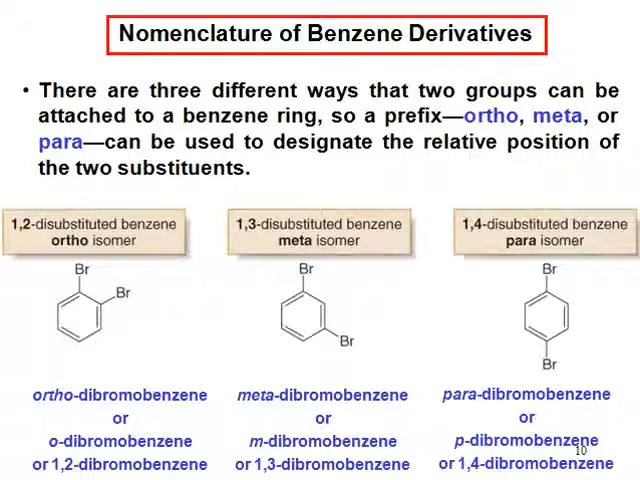 Nomenclature of Benzene Derivatives
• There are three different ways that two groups can be
attached to a benzene ring, so a prefix—ortho, meta, or
para—can be used to designate the relative position of
the two substituents.
1,2-disubstituted benzene
ortho isomer
1,3-disubstituted benzene
meta isomer
1,4-disubstituted benzene
para isomer
Br
Br
Br
Br
Br
Br
ortho-dibromobenzene
or
o-dibromobenzene
or 1,2-dibromobenzene
meta-dibromobenzene
or
m-dibromobenzene
or 1,3-dibromobenzene
para-dibromobenzene
or
p-dibromobenzene
or 1,4-dibromobenzene
10